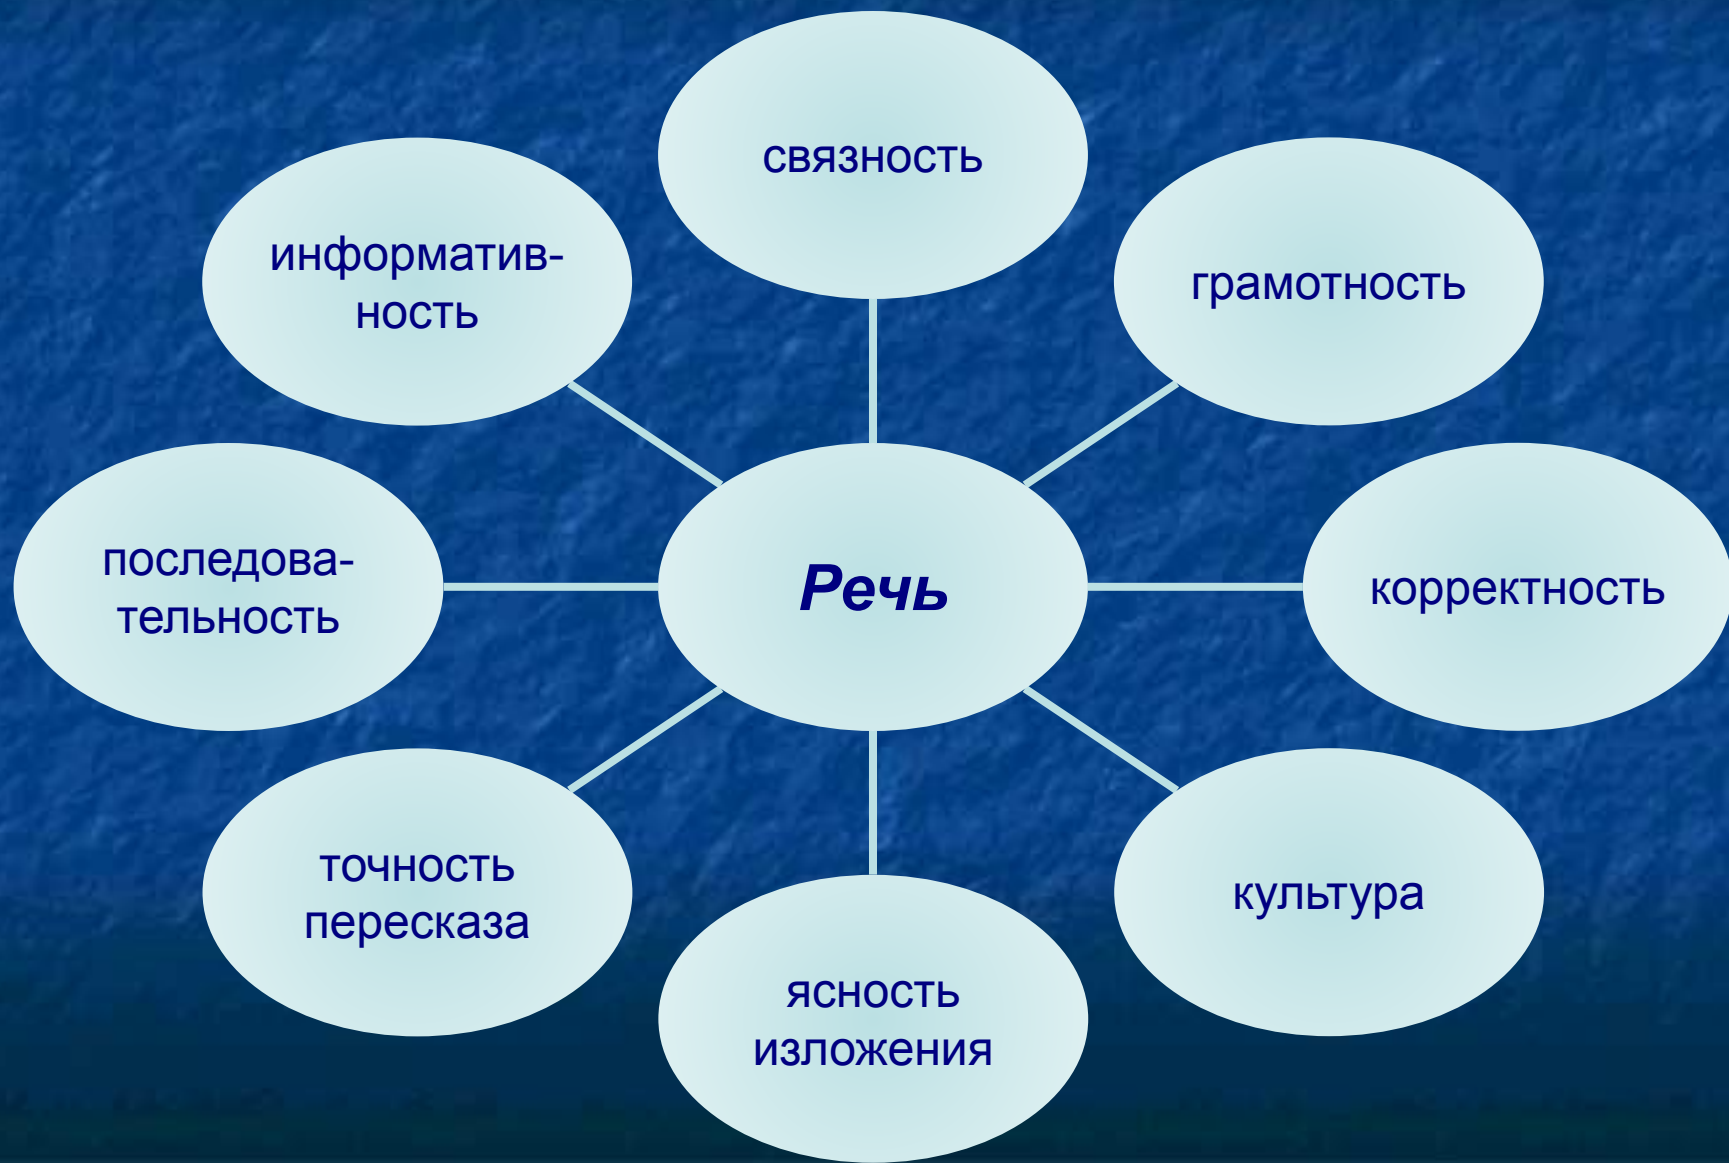 связность
грамотность
информатив-
ность
корректность
Речь
последова-
тельность
культура
точность
пересказа
ясность
изложения